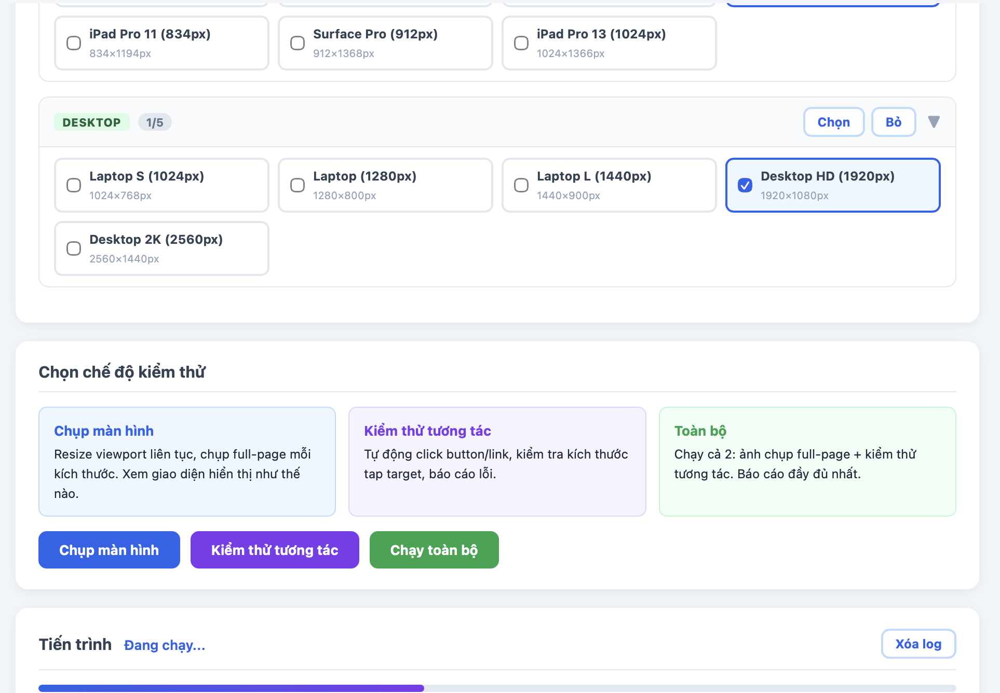 iPad Pro 11 (834px)
834×1194px
Surface Pro (912px)
912×1368px
iPad Pro 13 (1024px)
1024×1366px
DESKTOP
1/5
Chọn
Bỏ
Laptop S (1024px)
1024×768px
Laptop (1280px)
1280×800px
Laptop L (1440px)
1440×900px
Desktop HD (1920px)
1920×1080px
Desktop 2K (2560px)
2560×1440px
Chọn chế độ kiểm thử
Chụp màn hình
Resize viewport liên tục, chụp full-page mỗi
kích thước. Xem giao diện hiển thị như thế
nào.
Kiểm thử tương tác
Tự động click button/link, kiểm tra kích thước
tap target, báo cáo lỗi.
Toàn bộ
Chạy cả 2: ảnh chụp full-page + kiểm thử
tương tác. Báo cáo đầy đủ nhất.
Chụp màn hình
Kiểm thử tương tác
Chạy toàn bộ
Tiến trình
Đang chạy...
Xóa log